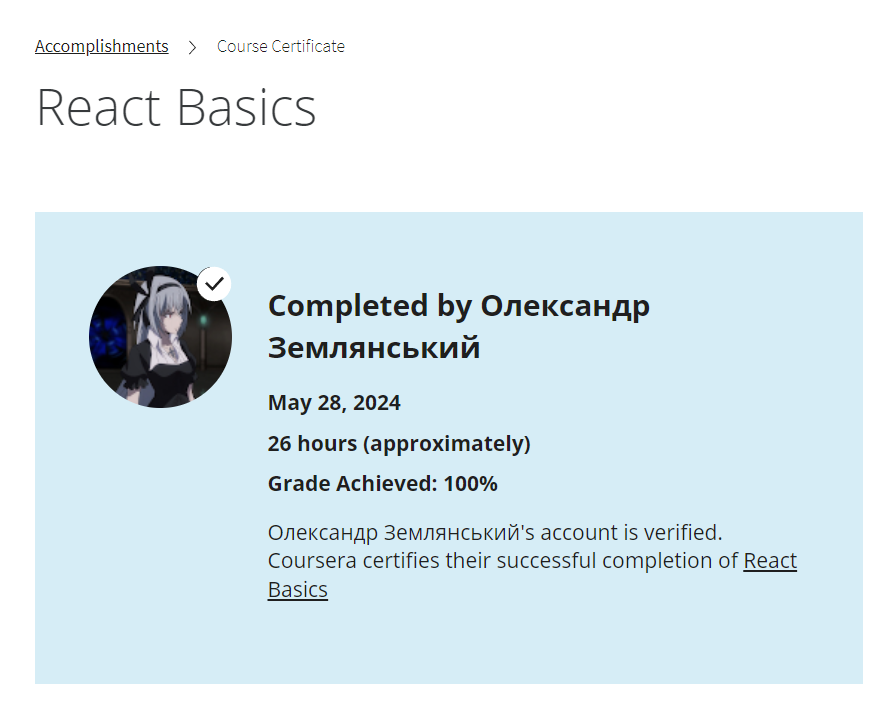 Accomplishments > Course Certificate
React Basics
Completed by Олександр
Землянський
May 28, 2024
26 hours (approximately)
Grade Achieved: 100%
Олександр Землянський's account is verified.
Coursera certifies their successful completion of React
Basics